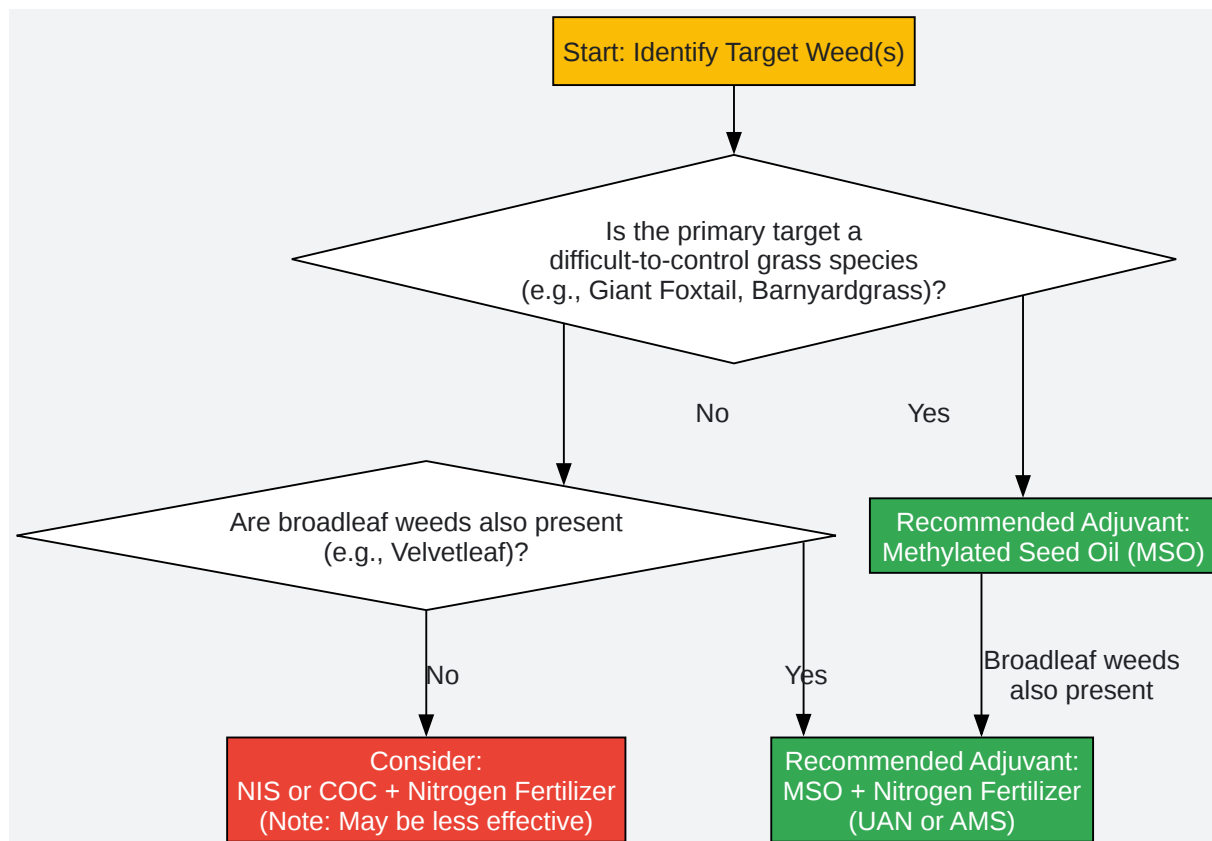 Start: Identify Target Weed(s)
Is the primary target a
difficult-to-control grass species
(e.g., Giant Foxtail, Barnyardgrass)?
No
Yes
Are broadleaf weeds also present
(e.g., Velvetleaf)?
Recommended Adjuvant:
Methylated Seed Oil (MSO)
No
Yes
Broadleaf weeds
also present
Consider:
NIS or COC + Nitrogen Fertilizer
(Note: May be less effective)
Recommended Adjuvant:
MSO + Nitrogen Fertilizer
(UAN or AMS)